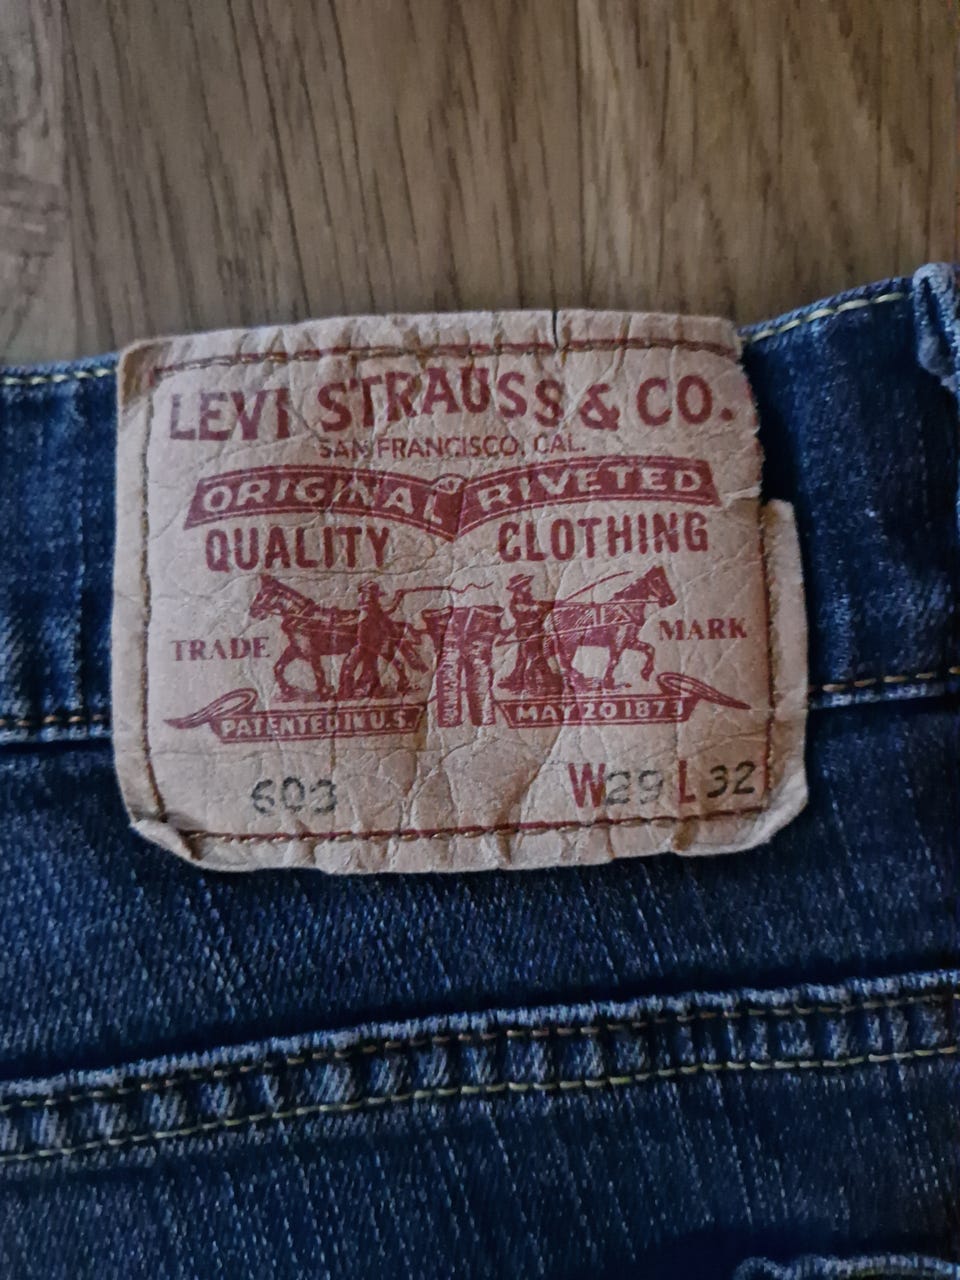 LEVI STRAUSS & CO.
SAN FRANCISCO, CAL.
ORIGINAL RIVETED
QUALITY CLOTHING
TRADE MARK
PATENTED IN U.S. MAY 20 1873
603 W29 L32